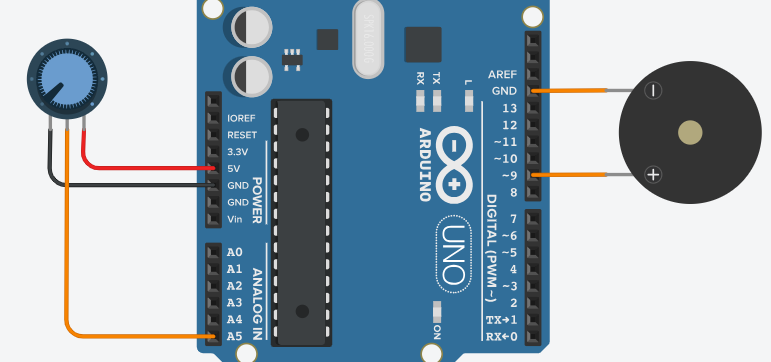 IOREF
RESET
3.3V
5V
GND
GND
Vin
POWER
A0
A1
A2
A3
A4
A5
ANALOG IN
RX
TX
L
ARDUINO
UNO
ON
AREF
GND
13
12
~11
~10
~9
8
7
~6
~5
4
~3
2
TX→1
RX←0
DIGITAL (PWM~)
−
+